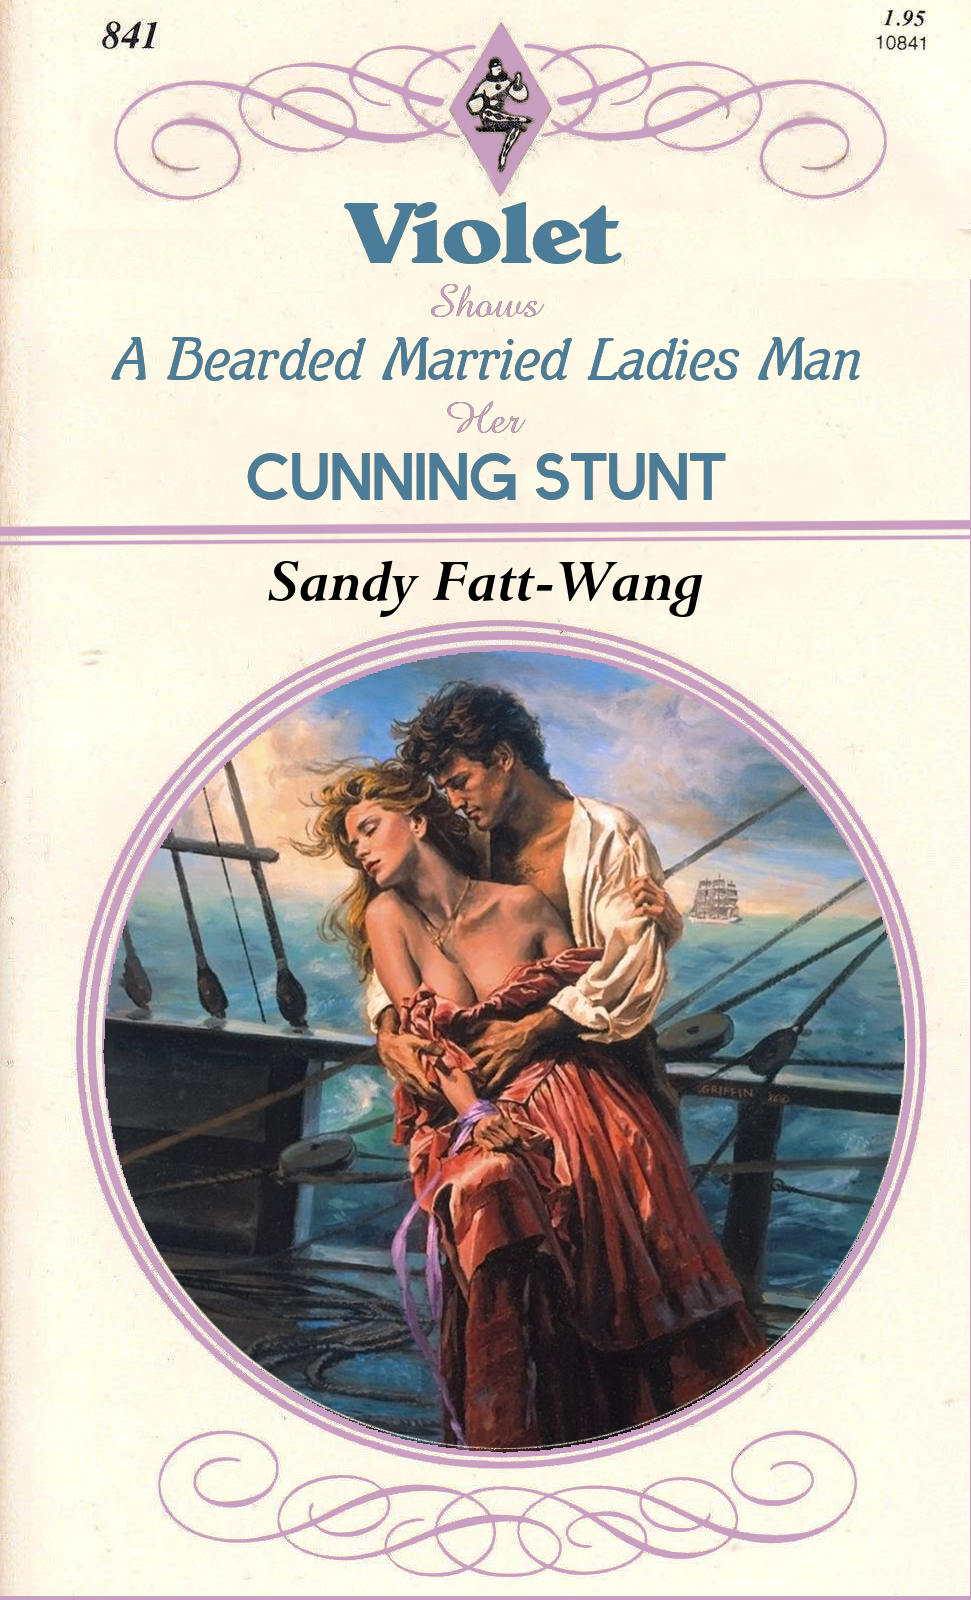 841
1.95
10841
Violet
Shows
A Bearded Married Ladies Man
Her
CUNNING STUNT
Sandy Fatt-Wang
GRIFFIN